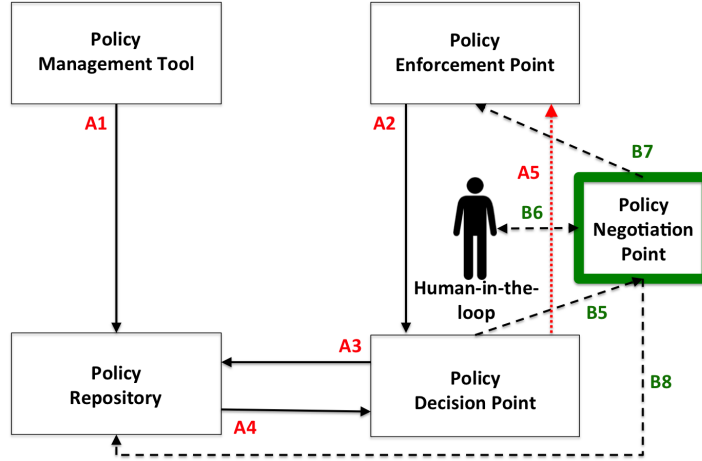 Policy
Management Tool
Policy
Enforcement Point
A1
A2
B7
A5
Policy
Negotiation
Point
B6
Human-in-the-
loop
B5
A3
Policy
Repository
Policy
Decision Point
B8
A4